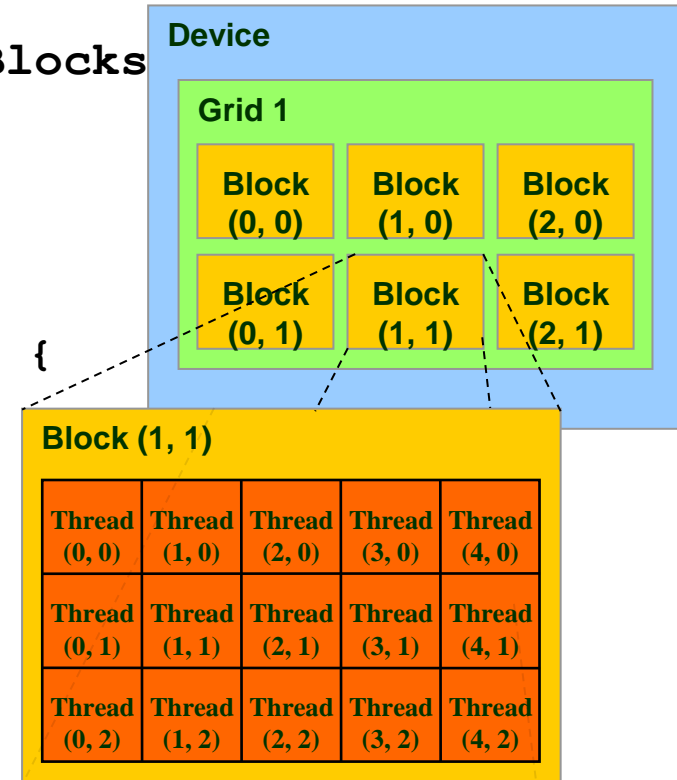 Blocks
Device
Grid 1
Block Block Block
(0, 0) (1, 0) (2, 0)
Block Block Block
(0, 1) (1, 1) (2, 1)
{
Block (1, 1)
Thread Thread Thread Thread Thread
(0, 0) (1, 0) (2, 0) (3, 0) (4, 0)
Thread Thread Thread Thread Thread
(0, 1) (1, 1) (2, 1) (3, 1) (4, 1)
Thread Thread Thread Thread Thread
(0, 2) (1, 2) (2, 2) (3, 2) (4, 2)